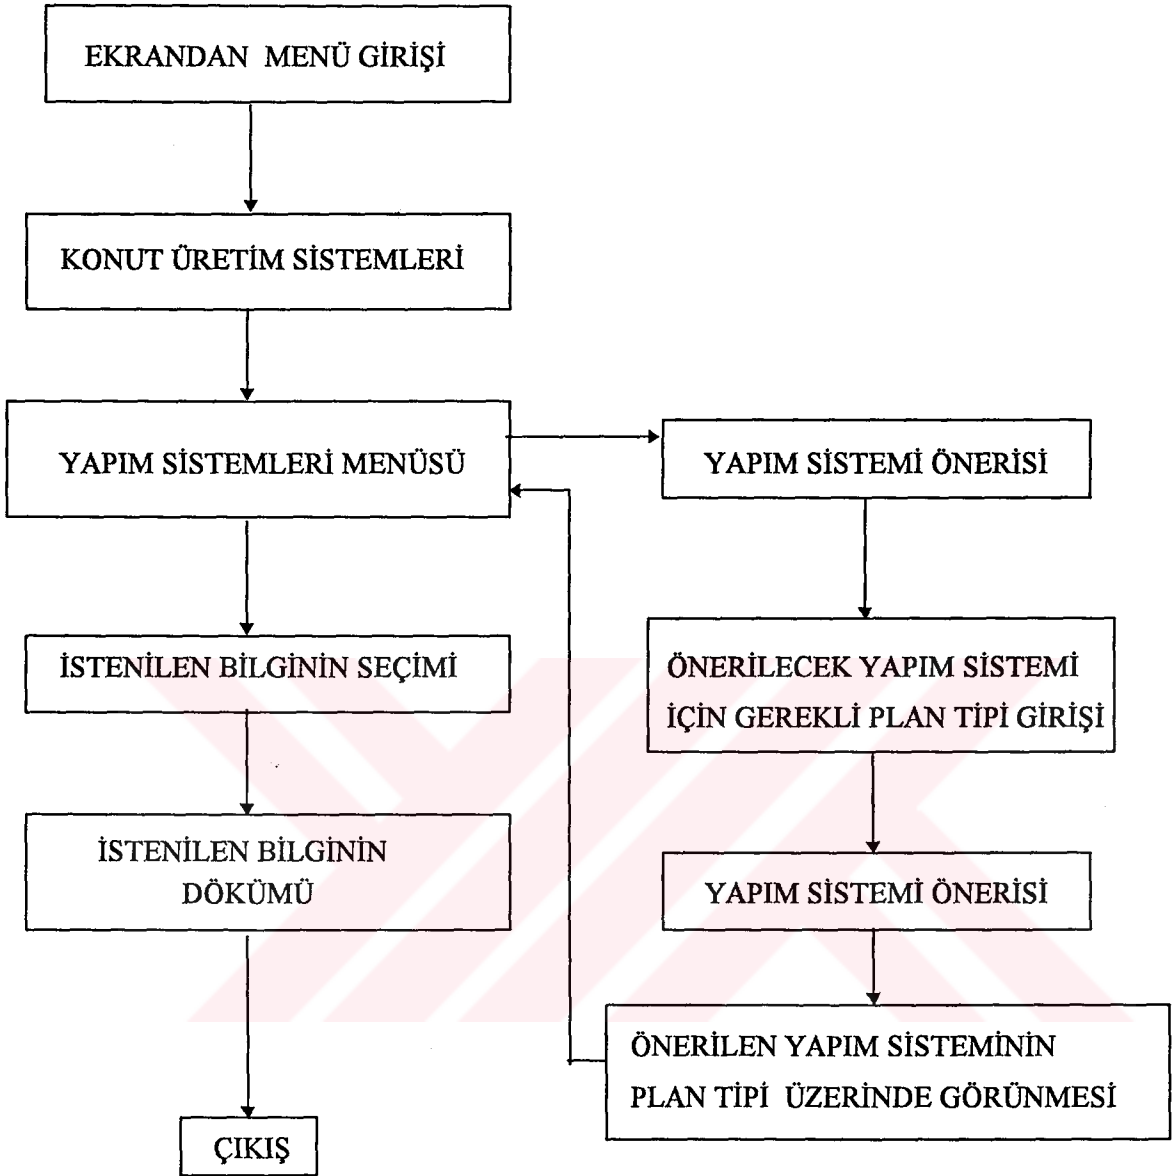 EKRANDAN MENÜ GİRİŞİ
KONUT ÜRETİM SİSTEMLERİ
YAPIM SİSTEMLERİ MENÜSÜ
YAPIM SİSTEMİ ÖNERİSİ
İSTENİLEN BİLGİNİN SEÇİMİ
ÖNERİLECEK YAPIM SİSTEMİ
İÇİN GEREKLİ PLAN TİPİ GİRİŞİ
İSTENİLEN BİLGİNİN
DÖKÜMÜ
YAPIM SİSTEMİ ÖNERİSİ
ÖNERİLEN YAPIM SİSTEMİNİN
PLAN TİPİ ÜZERİNDE GÖRÜNMESİ
ÇIKIŞ